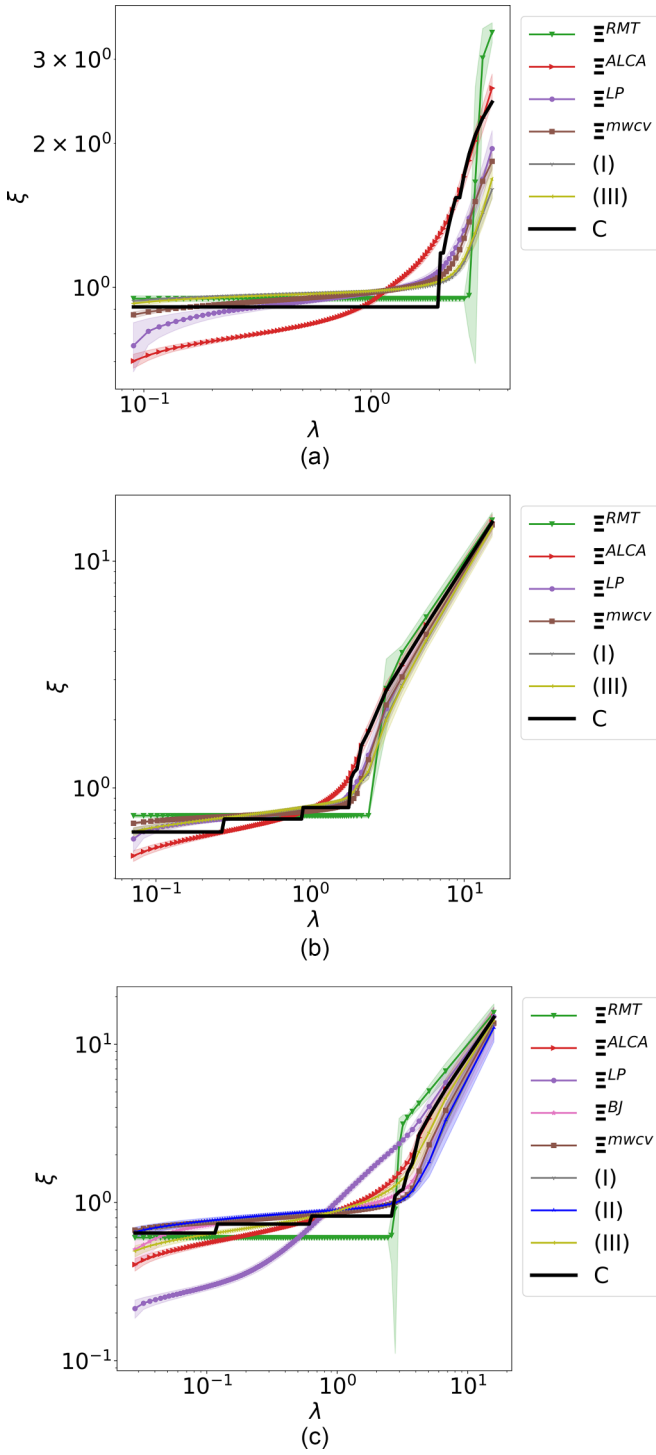 3 × 10⁰
2 × 10⁰
10⁰
ξ
10⁻¹
10⁰
λ
(a)
Ξ^RMT
Ξ^ALCA
Ξ^LP
Ξ^mwcv
(I)
(III)
C
10¹
10⁰
ξ
10⁻¹
10⁰
10¹
λ
(b)
Ξ^RMT
Ξ^ALCA
Ξ^LP
Ξ^mwcv
(I)
(III)
C
10¹
10⁰
10⁻¹
ξ
10⁻¹
10⁰
10¹
λ
(c)
Ξ^RMT
Ξ^ALCA
Ξ^LP
Ξ^BJ
Ξ^mwcv
(I)
(II)
(III)
C